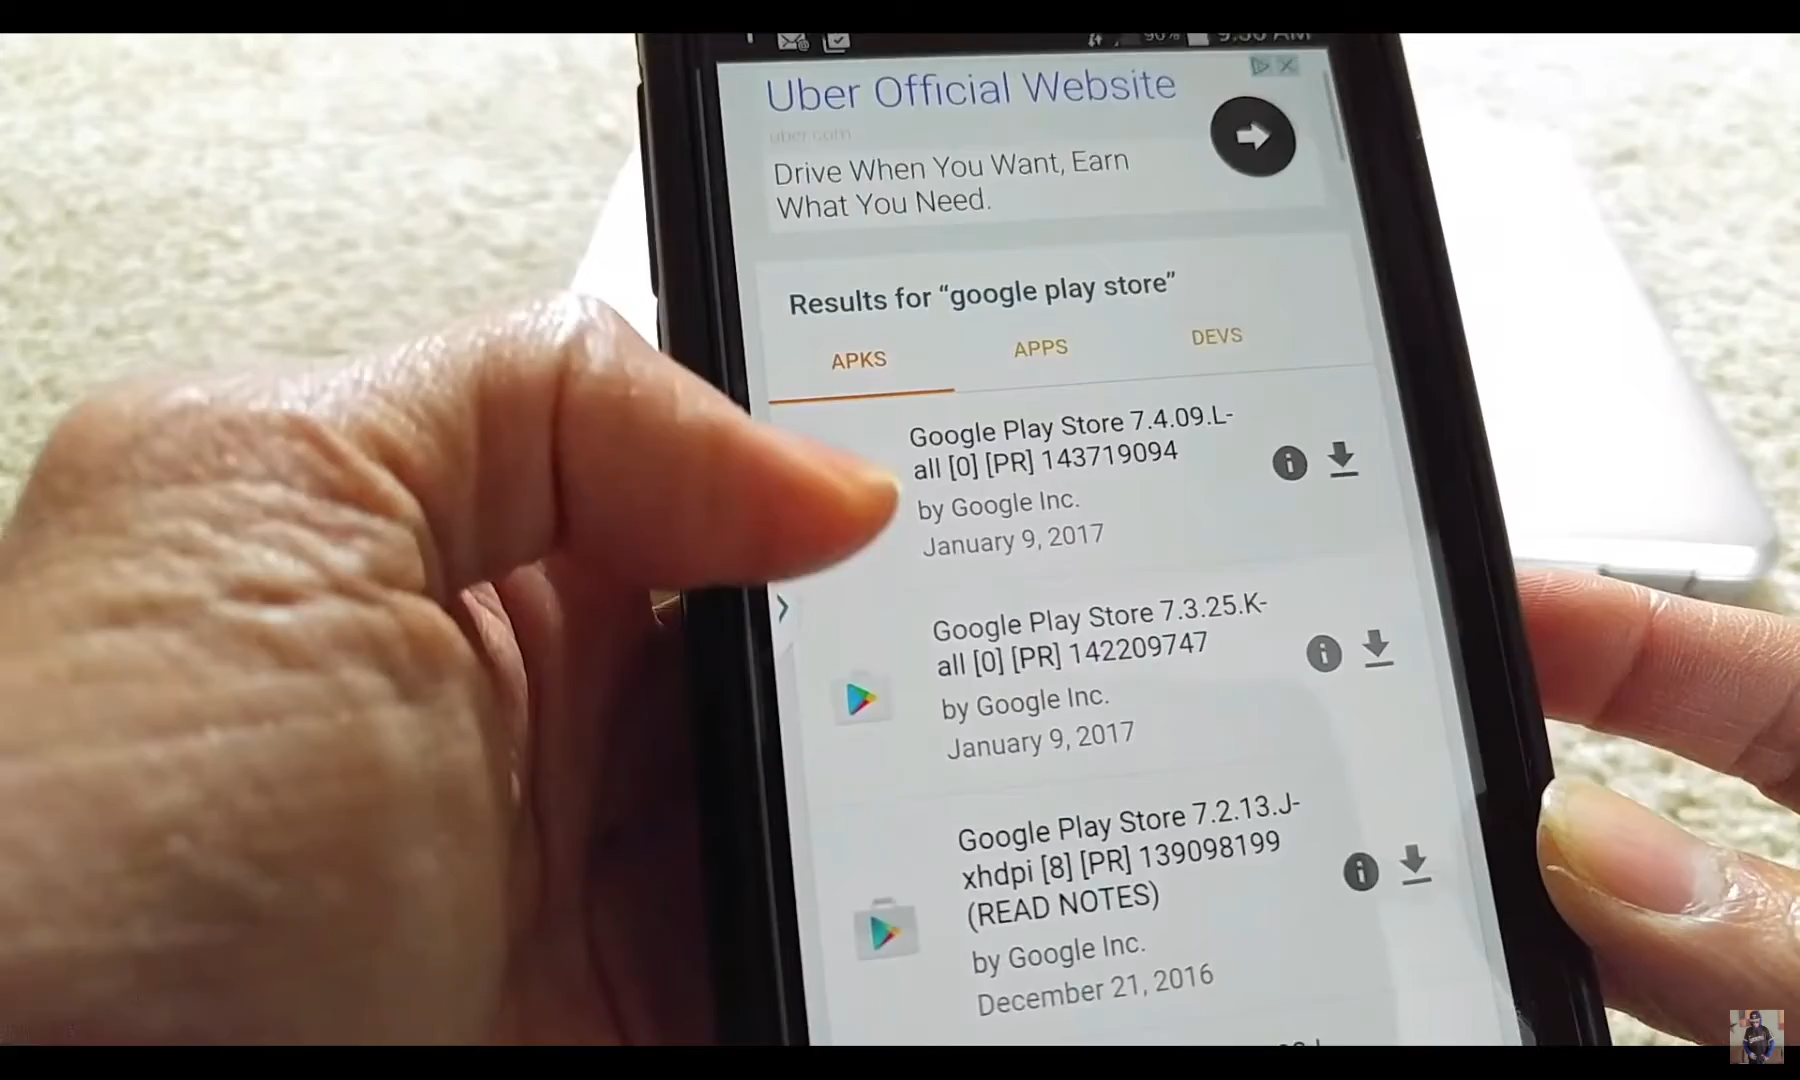 Uber Official Website
uber.com
Drive When You Want, Earn
What You Need.
Results for “google play store”
APKS
APPS
DEVS
Google Play Store 7.4.09.L-
all [0] [PR] 143719094
by Google Inc.
January 9, 2017
Google Play Store 7.3.25.K-
all [0] [PR] 142209747
by Google Inc.
January 9, 2017
Google Play Store 7.2.13.J-
xhdpi [8] [PR] 139098199
(READ NOTES)
by Google Inc.
December 21, 2016